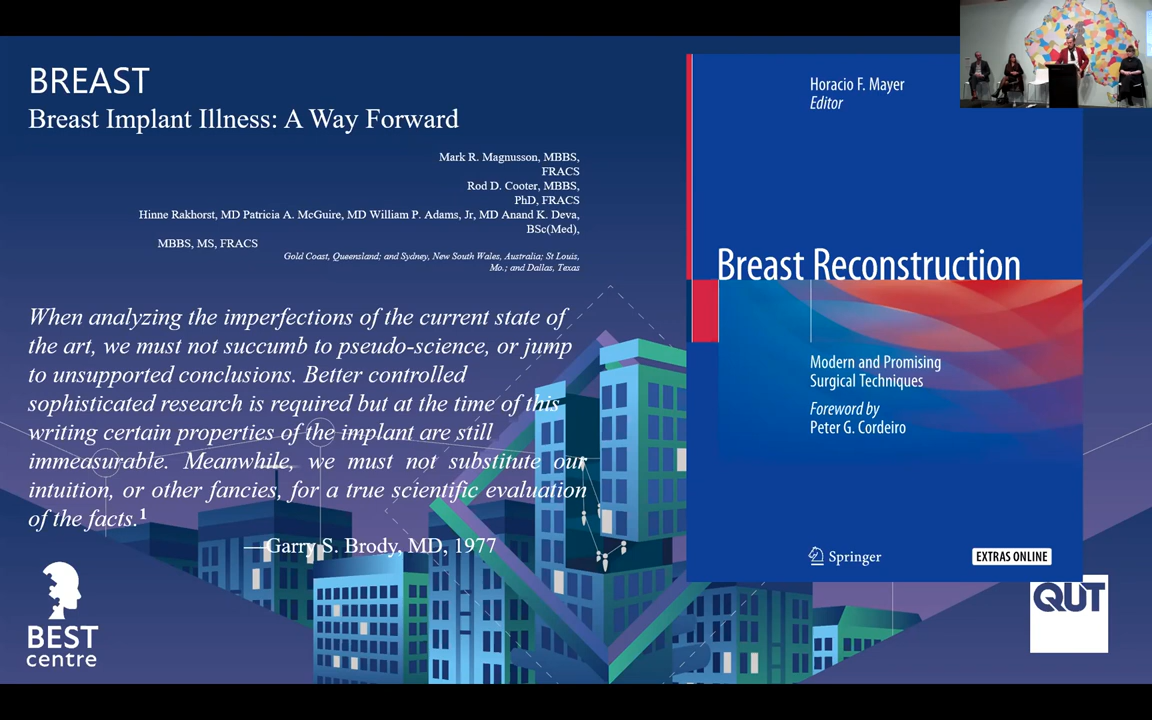 BREAST
Breast Implant Illness: A Way Forward
Mark R. Magnusson, MBBS,
FRACS
Rod D. Cooter, MBBS,
PhD, FRACS
Hinne Rakhorst, MD Patricia A. McGuire, MD William P. Adams, Jr, MD Anand K. Deva,
BSc(Med),
MBBS, MS, FRACS
Gold Coast, Queensland; and Sydney, New South Wales, Australia; St Louis,
Mo.; and Dallas, Texas
When analyzing the imperfections of the current state of
the art, we must not succumb to pseudo-science, or jump
to unsupported conclusions. Better controlled
sophisticated research is required but at the time of this
writing certain properties of the implant are still
immeasurable. Meanwhile, we must not substitute our
intuition, or other fancies, for a true scientific evaluation
of the facts.¹
—Garry S. Brody, MD, 1977
BEST
centre
Horacio F. Mayer
Editor
Breast Reconstruction
Modern and Promising
Surgical Techniques
Foreword by
Peter G. Cordeiro
Springer
EXTRAS ONLINE
QUT